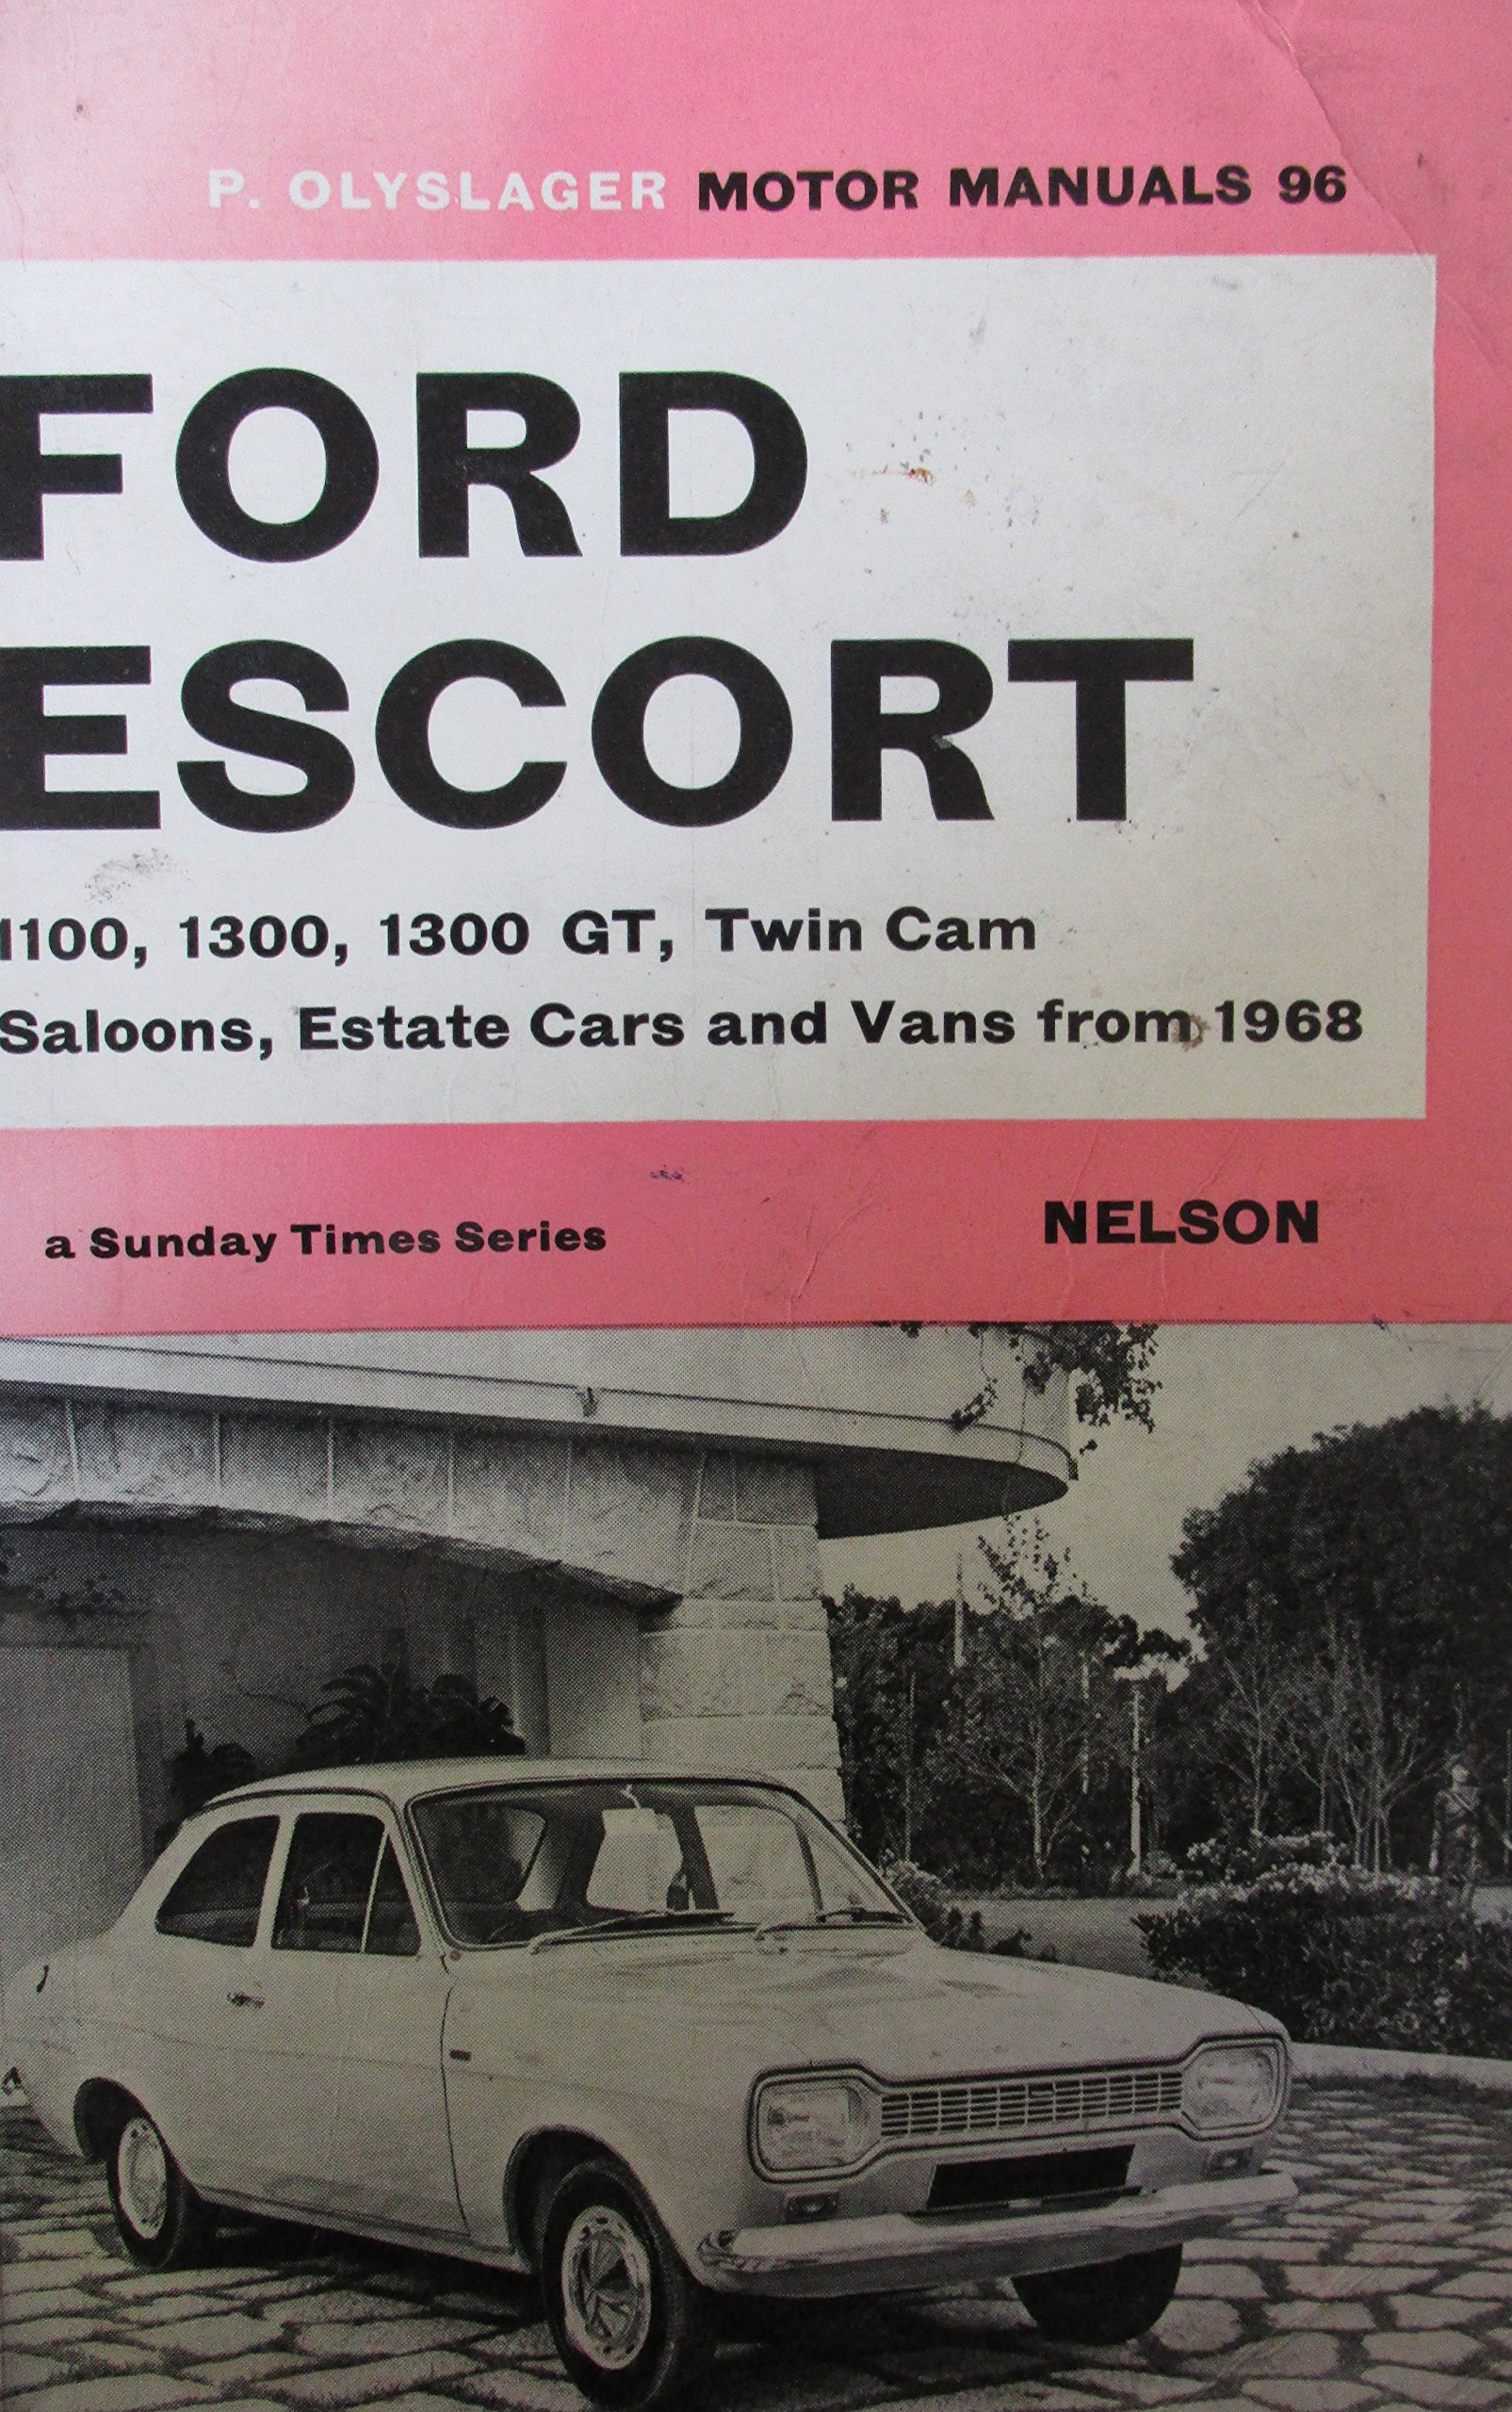 P. OLYSLAGER MOTOR MANUALS 96
FORD
ESCORT
1100, 1300, 1300 GT, Twin Cam
Saloons, Estate Cars and Vans from 1968
a Sunday Times Series
NELSON